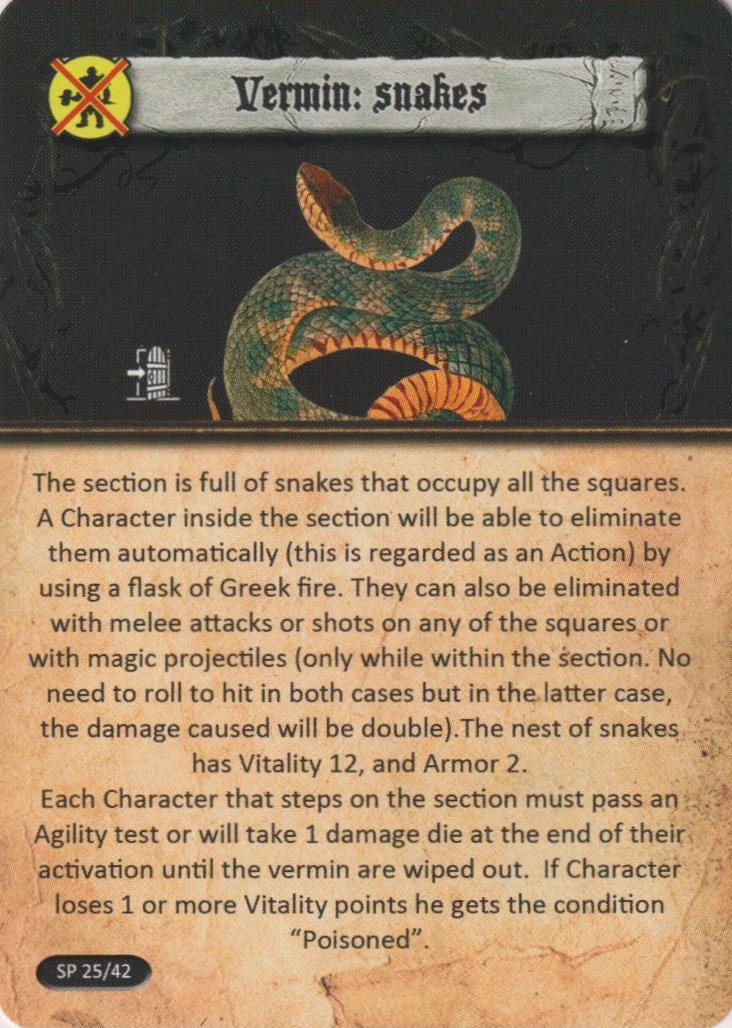 Vermin: snakes
The section is full of snakes that occupy all the squares.
A Character inside the section will be able to eliminate
them automatically (this is regarded as an Action) by
using a flask of Greek fire. They can also be eliminated
with melee attacks or shots on any of the squares or
with magic projectiles (only while within the section. No
need to roll to hit in both cases but in the latter case,
the damage caused will be double).The nest of snakes
has Vitality 12, and Armor 2.
Each Character that steps on the section must pass an
Agility test or will take 1 damage die at the end of their
activation until the vermin are wiped out.  If Character
loses 1 or more Vitality points he gets the condition
“Poisoned”.
SP 25/42